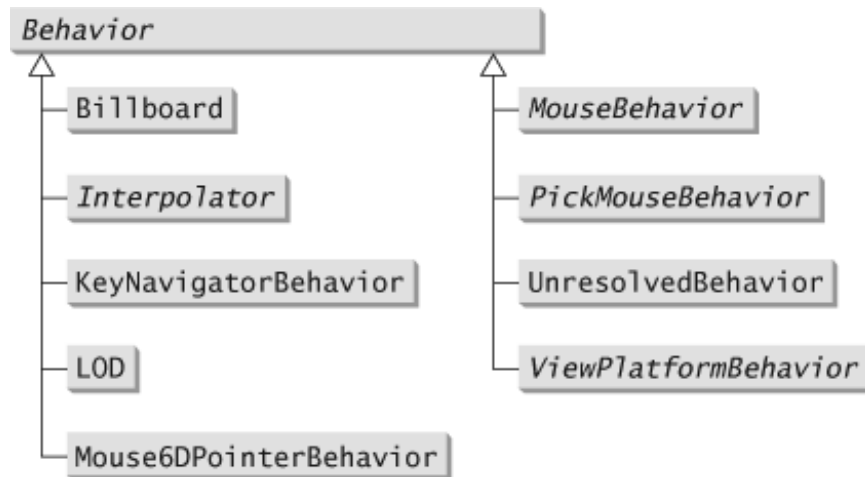 Behavior
Billboard
Interpolator
KeyNavigatorBehavior
LOD
Mouse6DPointerBehavior
MouseBehavior
PickMouseBehavior
UnresolvedBehavior
ViewPlatformBehavior